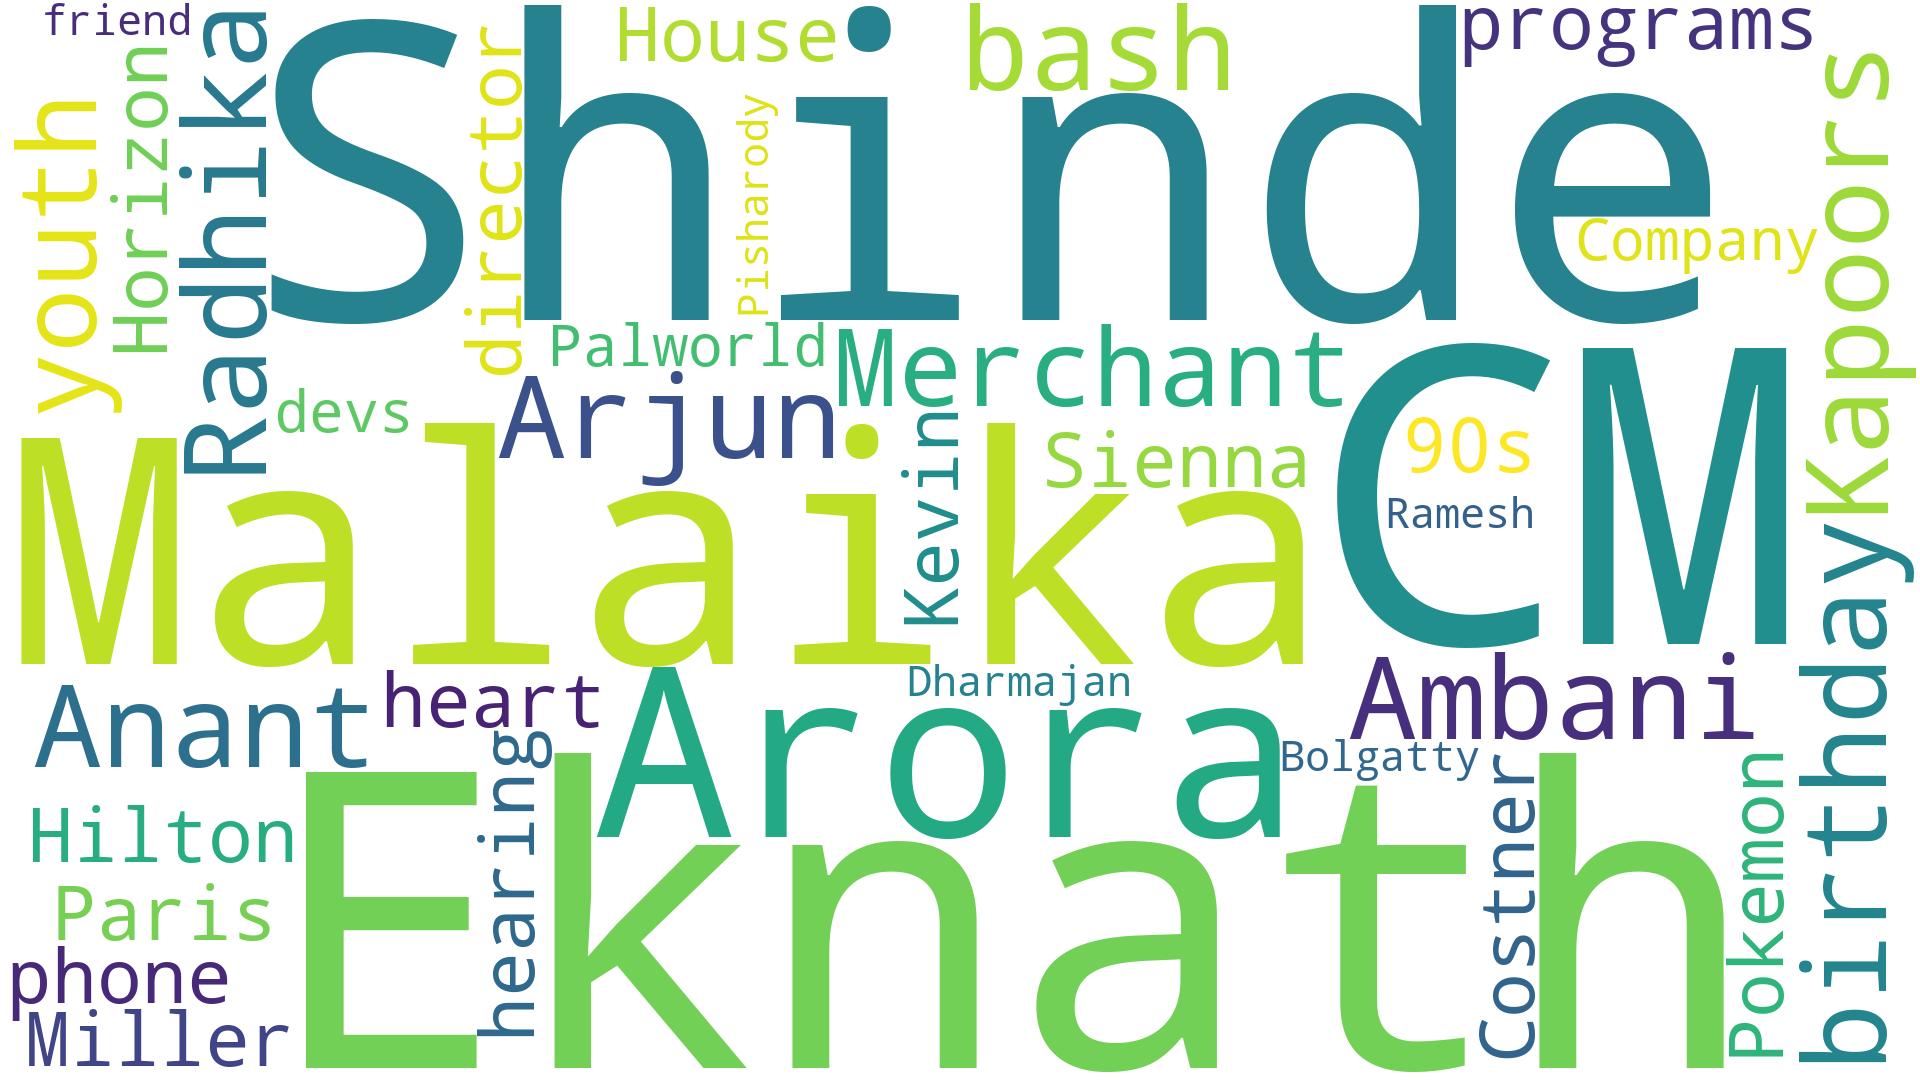 friend
House
bash
programs
youth
Horizon
Radhika
Shinde
director
Pisharody
Company
Kapoors
Palworld
Merchant
devs
Arjun
Malaika
Kevin
Sienna
CM
90s
Ramesh
birthday
Anant
heart
Arora
Dharmajan
Ambani
Bolgatty
hearing
Hilton
Eknath
Costner
Pokemon
Paris
phone
Miller